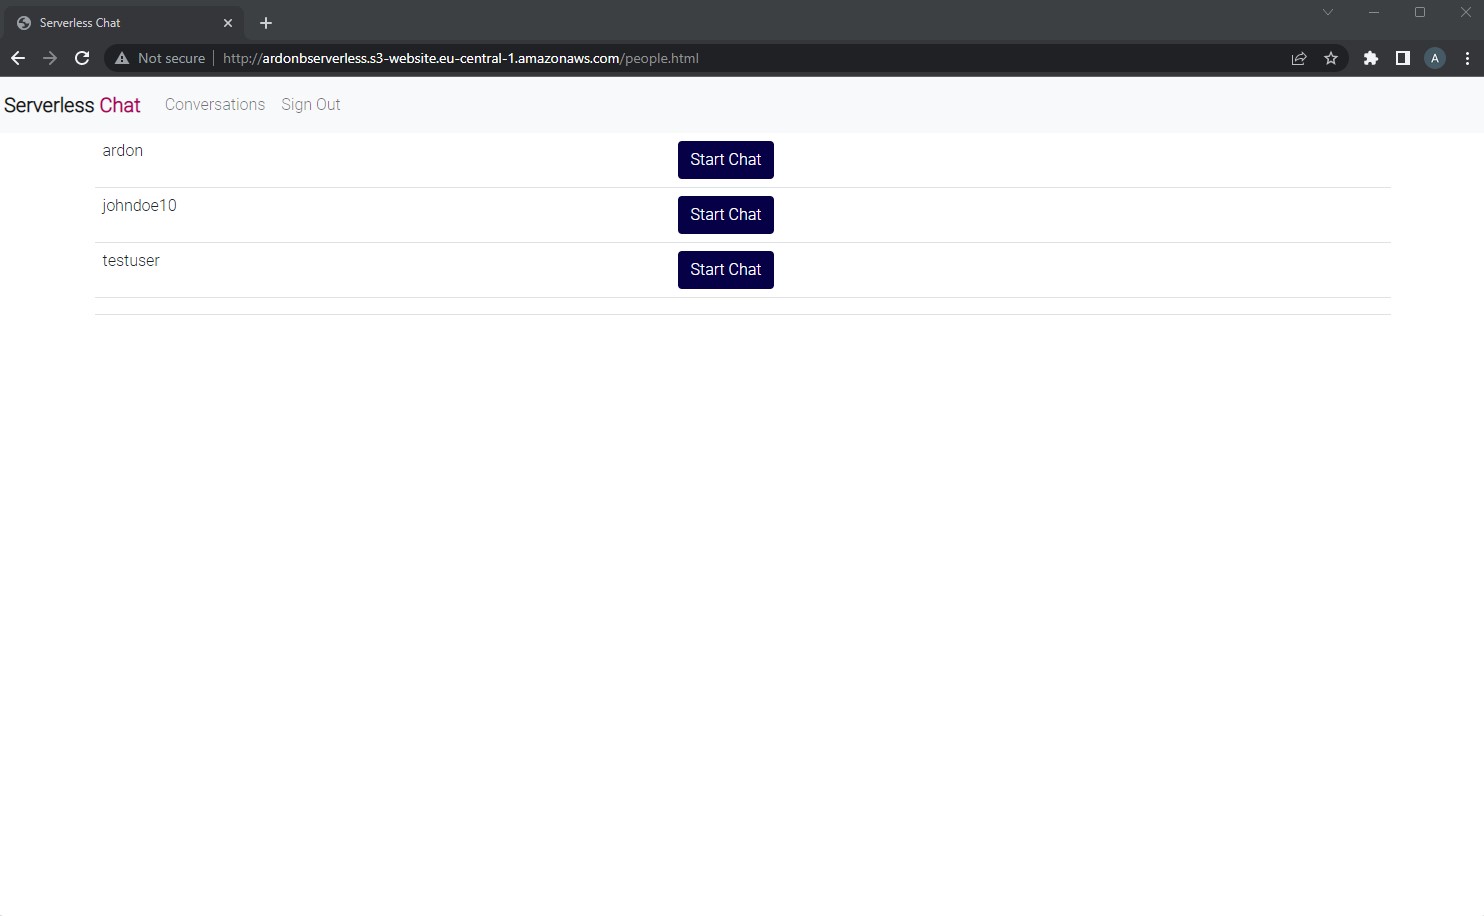 Serverless Chat
Not secure
http://ardonbserverless.s3-website.eu-central-1.amazonaws.com/people.html
A
Serverless Chat Conversations Sign Out
ardon Start Chat
johndoe10 Start Chat
testuser Start Chat